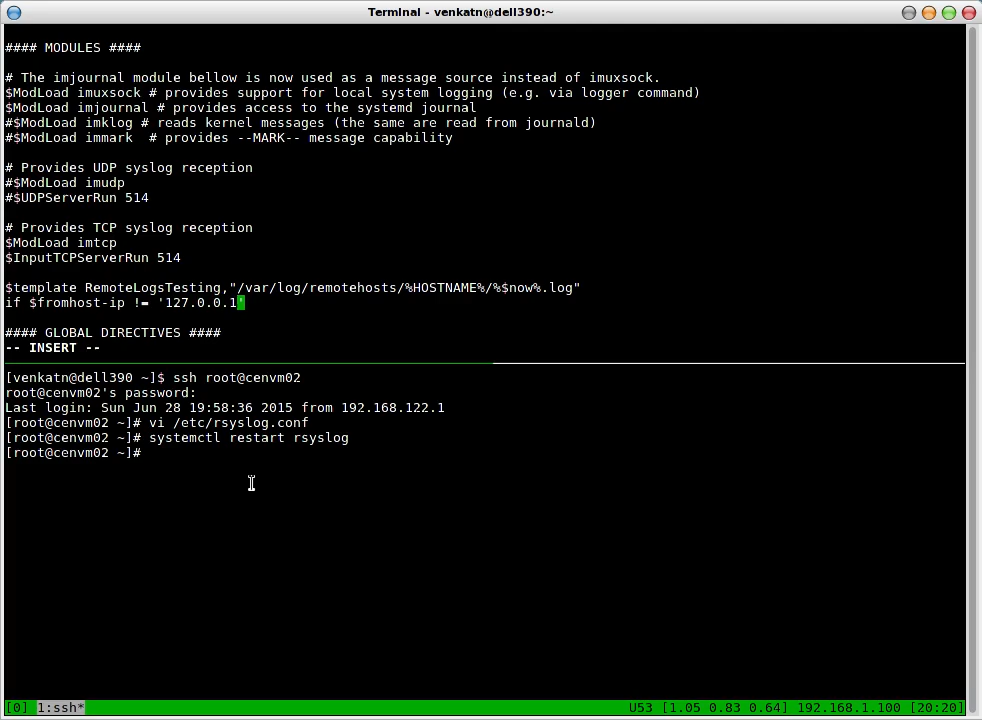 Terminal - venkatn@dell390:~
#### MODULES ####
# The imjournal module bellow is now used as a message source instead of imuxsock.
$ModLoad imuxsock # provides support for local system logging (e.g. via logger command)
$ModLoad imjournal # provides access to the systemd journal
#$ModLoad imklog # reads kernel messages (the same are read from journald)
#$ModLoad immark  # provides --MARK-- message capability
# Provides UDP syslog reception
#$ModLoad imudp
#$UDPServerRun 514
# Provides TCP syslog reception
$ModLoad imtcp
$InputTCPServerRun 514
$template RemoteLogsTesting,"/var/log/remotehosts/%HOSTNAME%/%$now%.log"
if $fromhost-ip != '127.0.0.1'
#### GLOBAL DIRECTIVES ####
-- INSERT --
[venkatn@dell390 ~]$ ssh root@cenvm02
root@cenvm02's password:
Last login: Sun Jun 28 19:58:36 2015 from 192.168.122.1
[root@cenvm02 ~]# vi /etc/rsyslog.conf
[root@cenvm02 ~]# systemctl restart rsyslog
[root@cenvm02 ~]#
[0] 1:ssh* U53 [1.05 0.83 0.64] 192.168.1.100 [20:20]